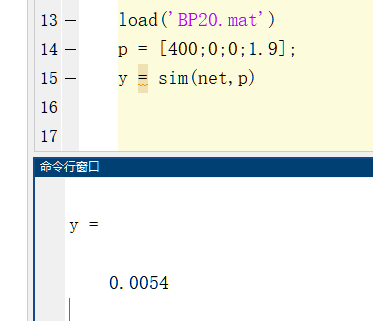 13 — load('BP20.mat')
14 — p = [400;0;0;1.9];
15 — y = sim(net,p)
16
17
命令行窗口
y =
0.0054